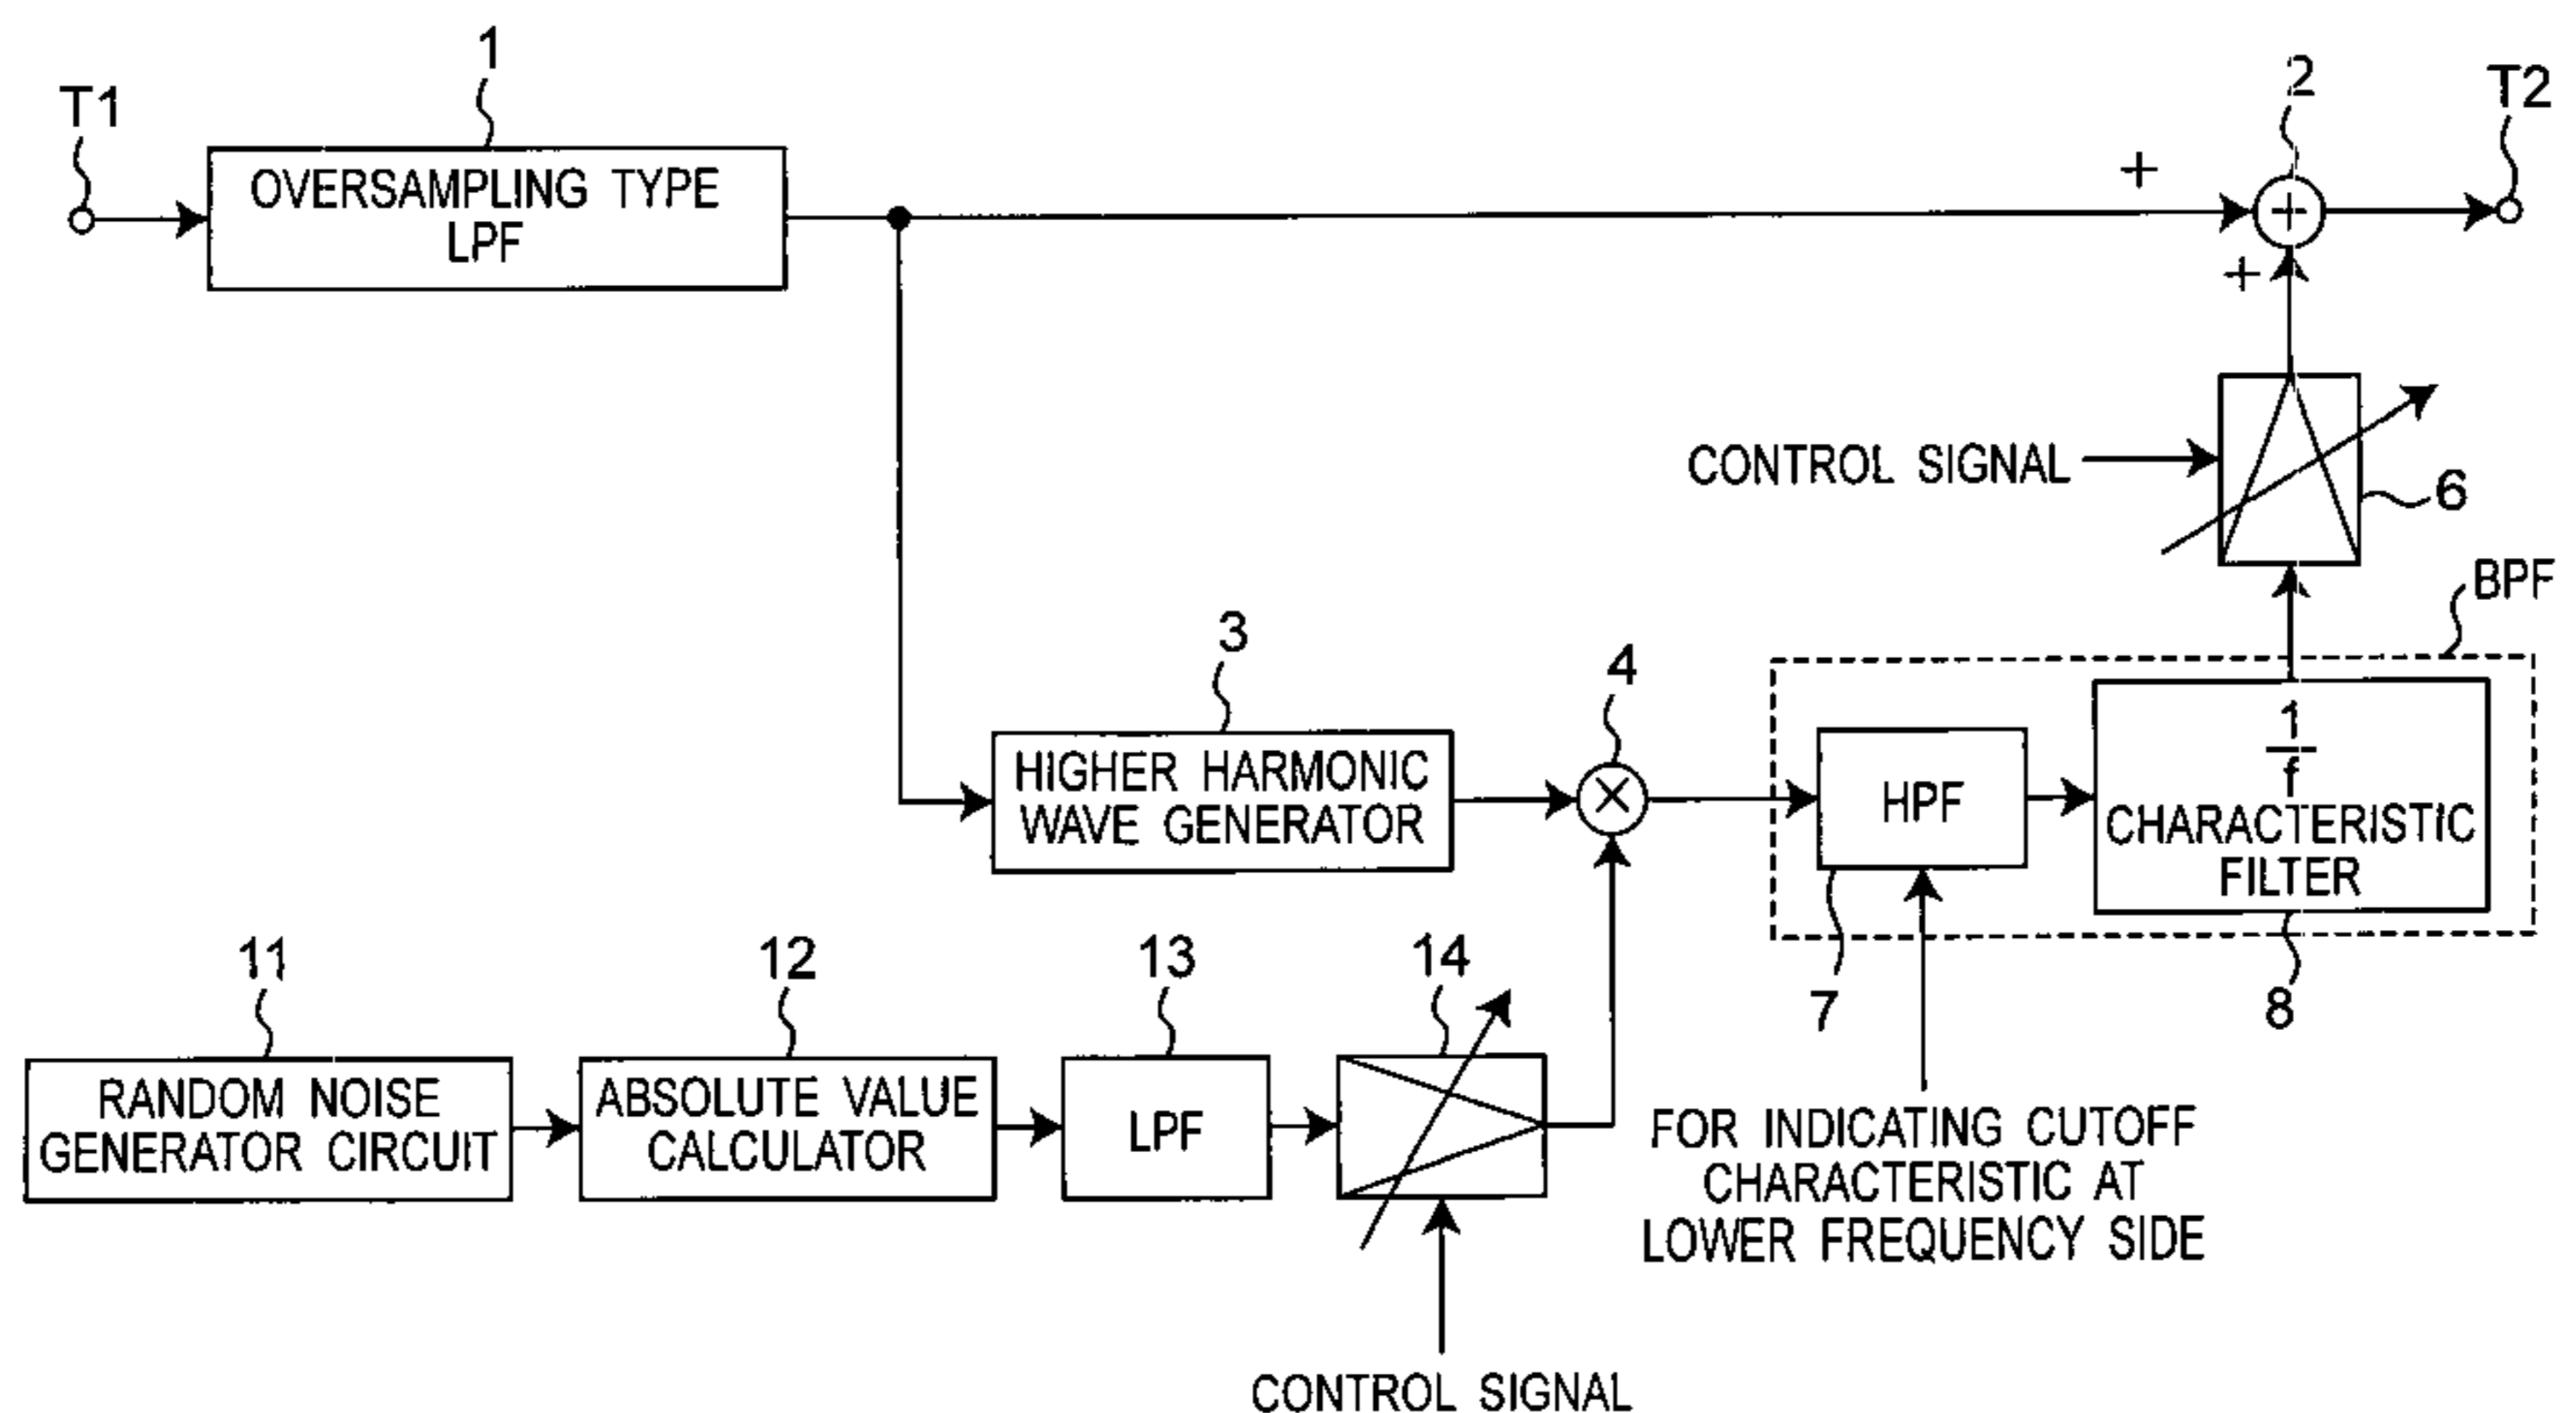 1
T1
OVERSAMPLING TYPE
LPF
2
T2
+
+
+
CONTROL SIGNAL
6
BPF
3
HIGHER HARMONIC
WAVE GENERATOR
4
×
HPF
1
f
CHARACTERISTIC
FILTER
7
8
11
RANDOM NOISE
GENERATOR CIRCUIT
12
ABSOLUTE VALUE
CALCULATOR
13
LPF
14
FOR INDICATING CUTOFF
CHARACTERISTIC AT
LOWER FREQUENCY SIDE
CONTROL SIGNAL